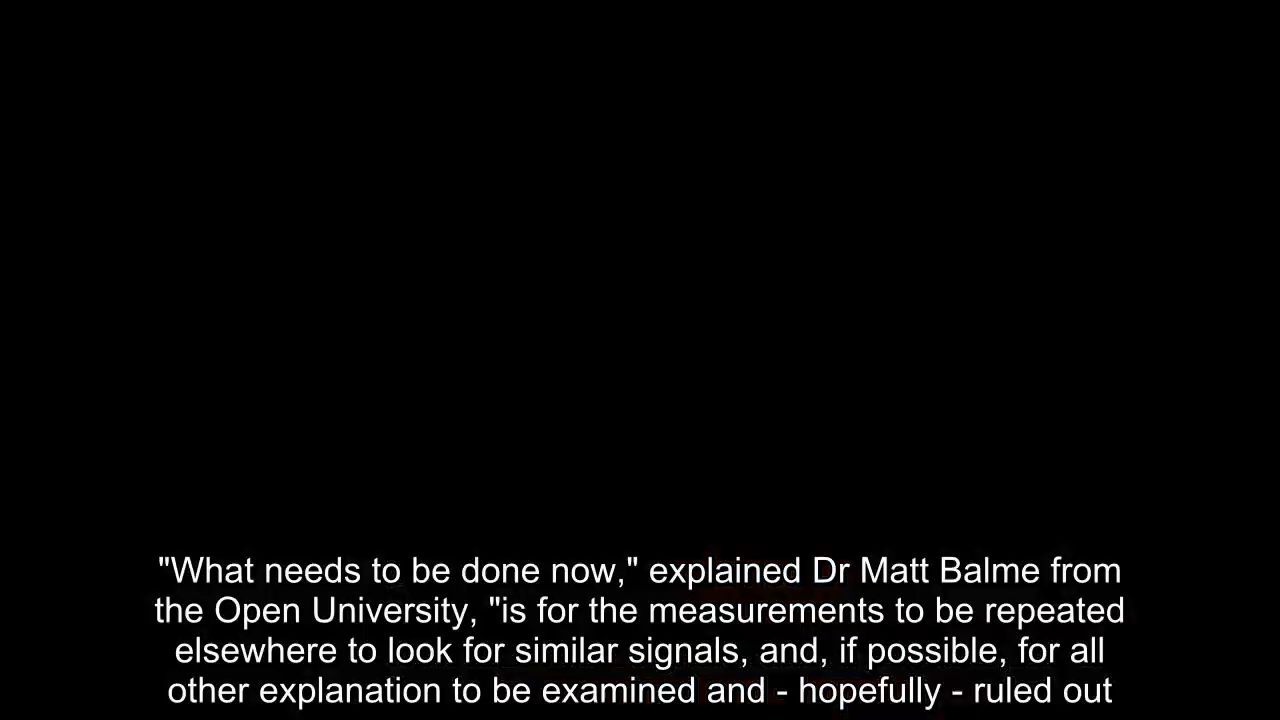 "What needs to be done now," explained Dr Matt Balme from
the Open University, "is for the measurements to be repeated
elsewhere to look for similar signals, and, if possible, for all
other explanation to be examined and - hopefully - ruled out